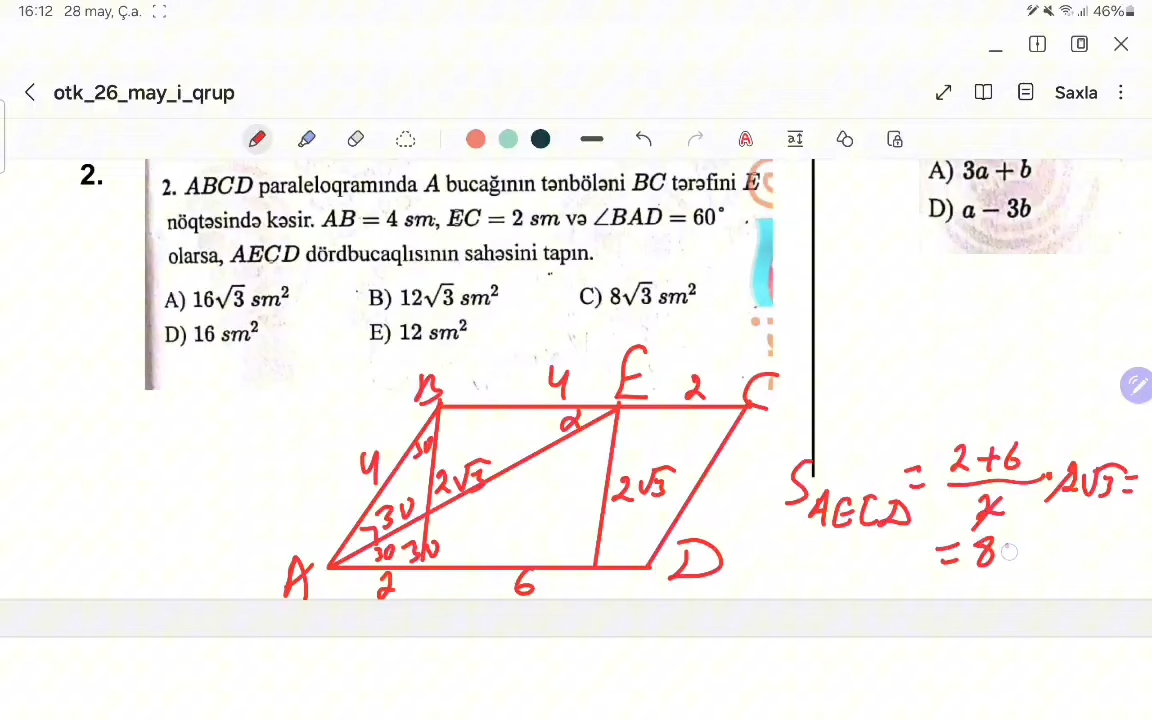 16:12 28 may, Ç.a. 46%
otk_26_may_i_qrup Saxla
2.
2. ABCD paraleloqramında A bucağının tənböləni BC tərəfini E
nöqtəsində kəsir. AB = 4 sm, EC = 2 sm və ∠BAD = 60°
olarsa, AECD dördbucaqlısının sahəsini tapın.
A) 16√3 sm² B) 12√3 sm² C) 8√3 sm²
D) 16 sm² E) 12 sm²
A) 3a + b
D) a − 3b
B 4 E 2 C
α
4 30 2√3 2√3
30
30 30
A 2 6 D
S AECD = 2+6 / 2 · 2√3 =
= 8